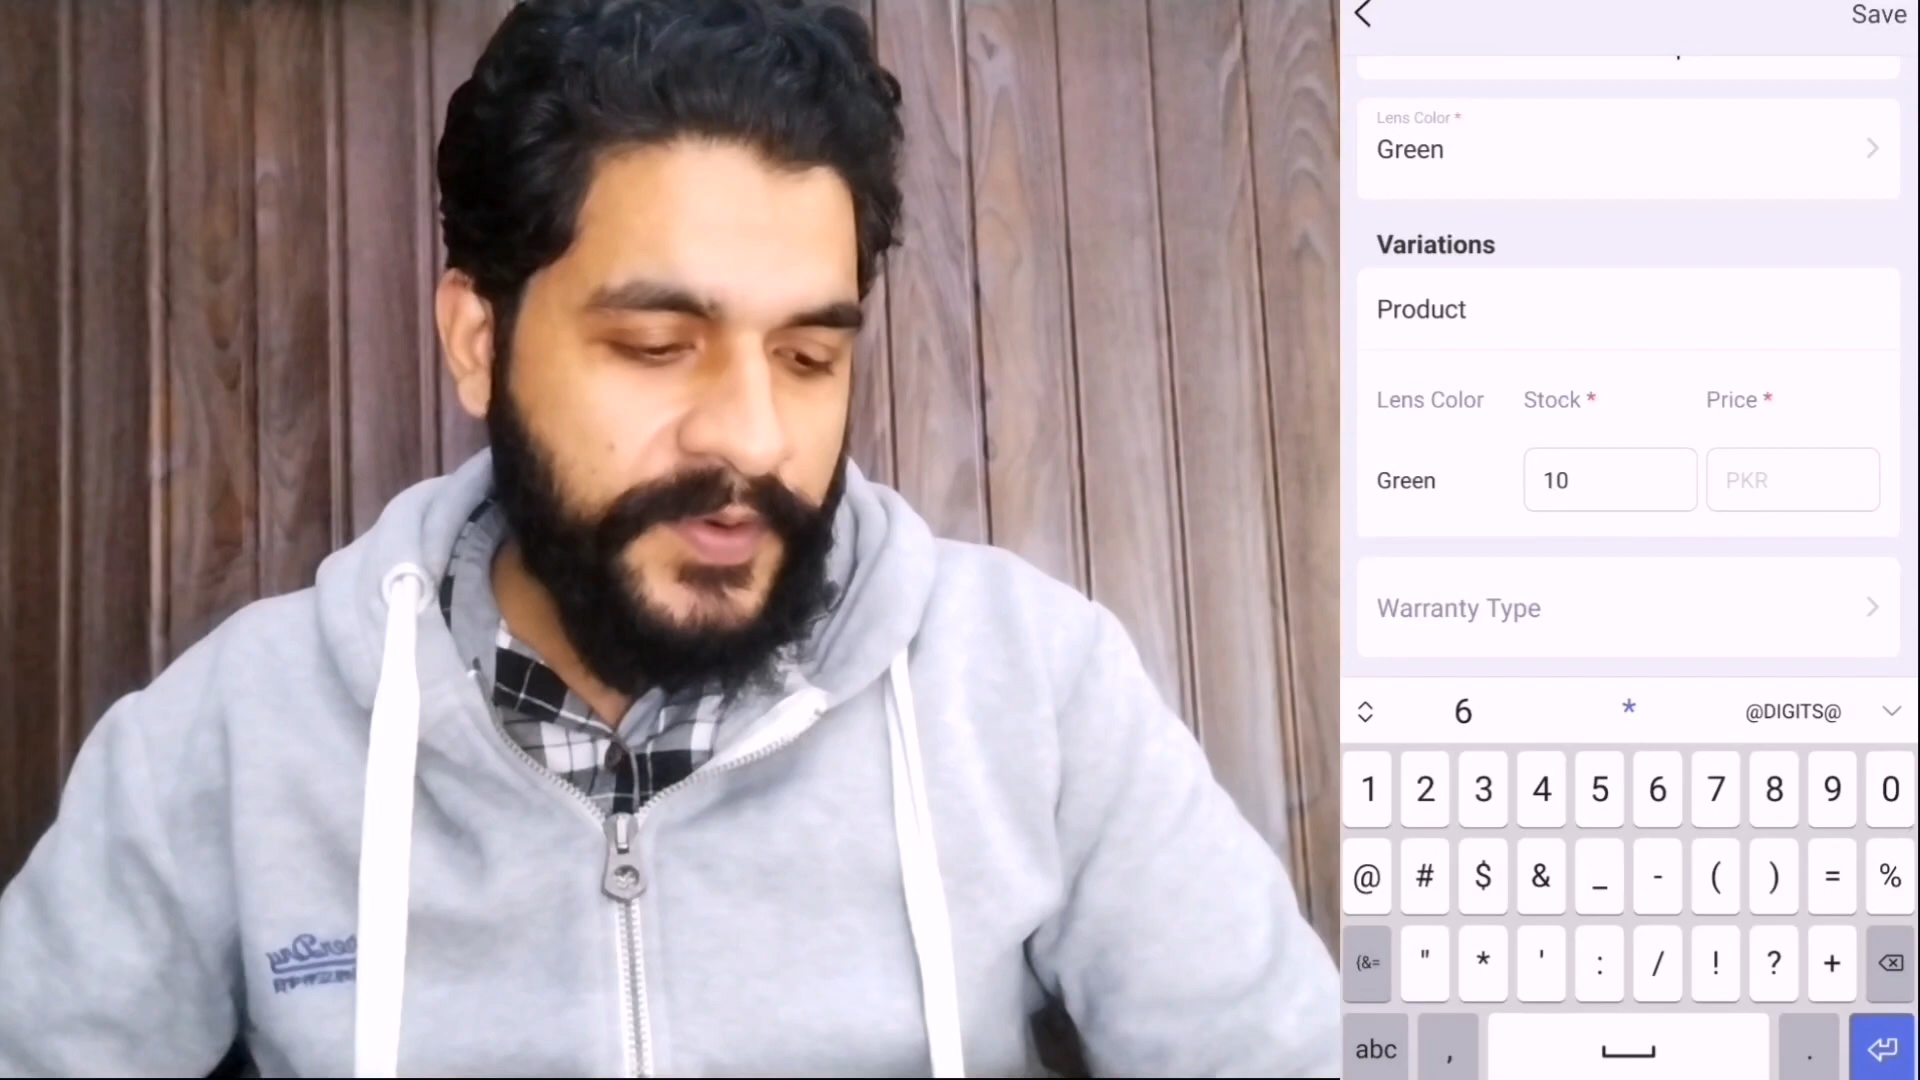 Save
Lens Color *
Green
Variations
Product
Lens Color Stock * Price *
Green 10 PKR
Warranty Type
6 * @DIGITS@
1 2 3 4 5 6 7 8 9 0
@ # $ & _ - ( ) = %
(&= " * ' : / ! ? +
abc , .